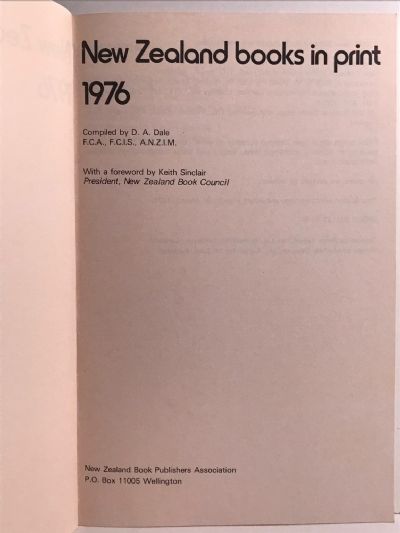 New Zealand books in print
1976
Compiled by D. A. Dale
F.C.A., F.C.I.S., A.N.Z.I.M.
With a foreword by Keith Sinclair
President, New Zealand Book Council
New Zealand Book Publishers Association
P.O. Box 11005 Wellington